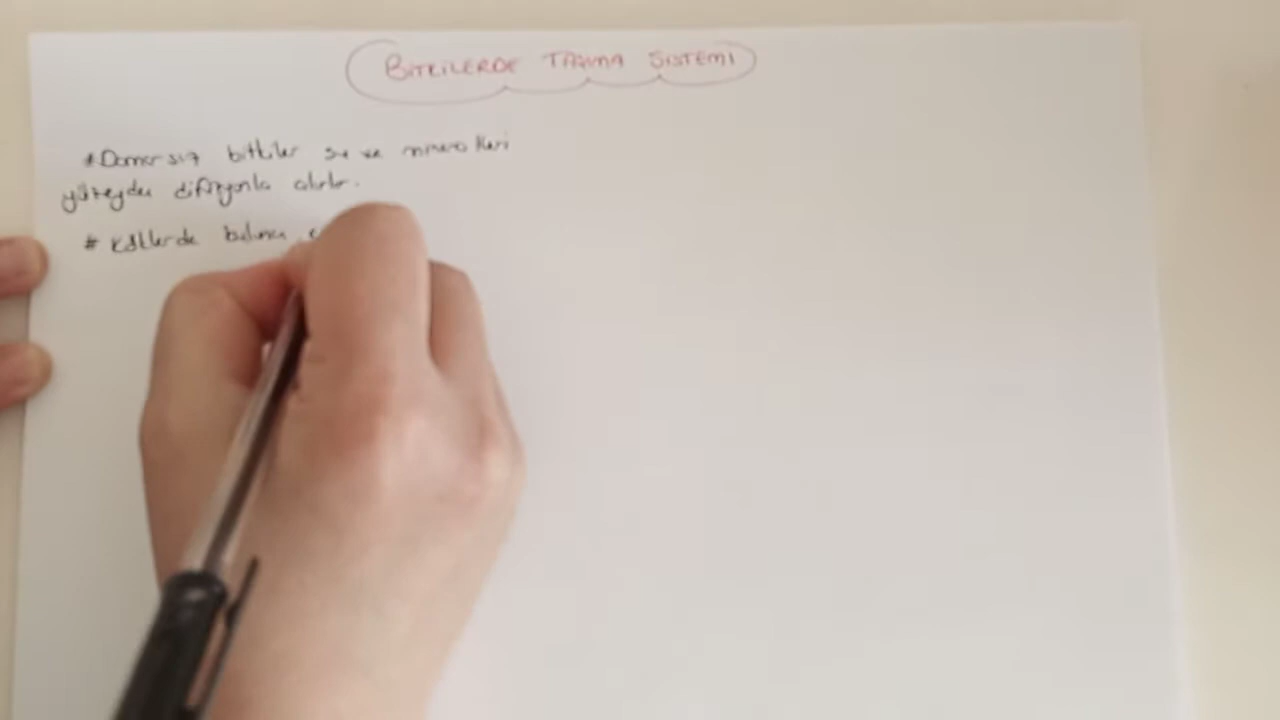 BİTKİLERDE TAŞIMA SİSTEMİ
*Damarsız bitkiler su ve mineralleri
yüzeyden difüzyonla alırlar.
* Köklerde bulunan e